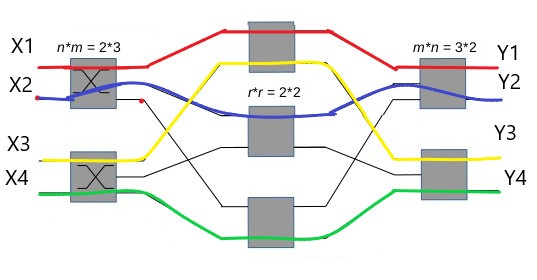 X1
n*m = 2*3
m*n = 3*2
Y1
X2
r*r = 2*2
Y2
X3
Y3
X4
Y4